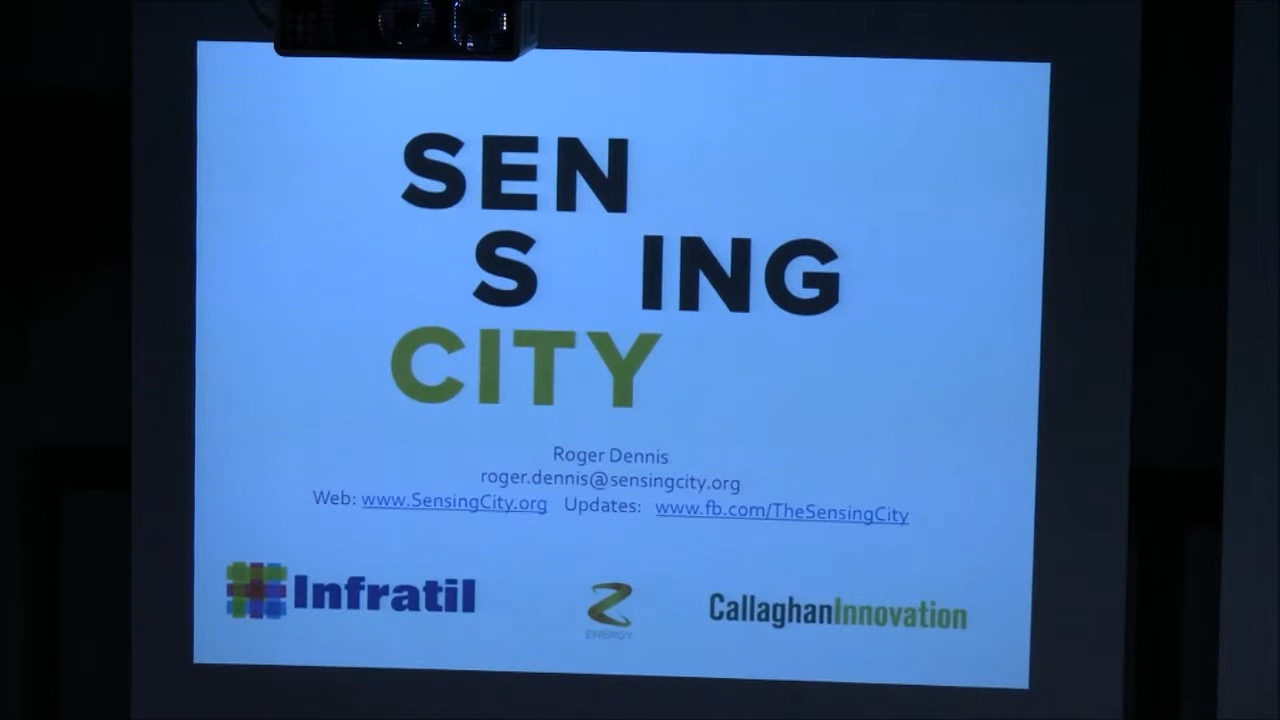 SEN
S ING
CITY
Roger Dennis
roger.dennis@sensingcity.org
Web: www.SensingCity.org Updates: www.fb.com/TheSensingCity
Infratil
Z ENERGY
CallaghanInnovation